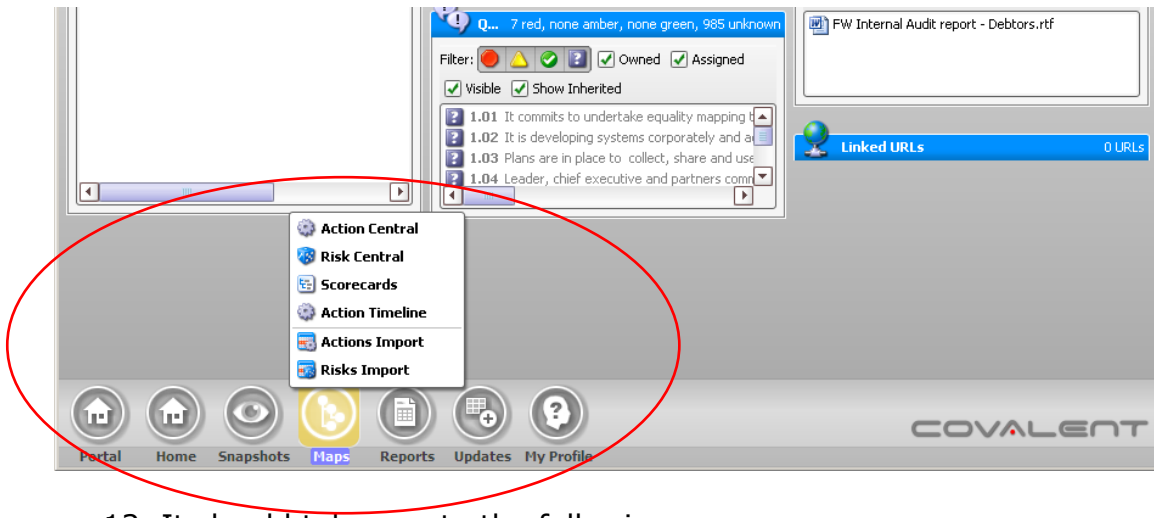 Q... 7 red, none amber, none green, 985 unknown
Filter: Owned Assigned
Visible Show Inherited
1.01 It commits to undertake equality mapping
1.02 It is developing systems corporately and
1.03 Plans are in place to collect, share and use
1.04 Leader, chief executive and partners
FW Internal Audit report - Debtors.rtf
Linked URLs 0 URLs
Action Central
Risk Central
Scorecards
Action Timeline
Actions Import
Risks Import
Portal Home Snapshots Maps Reports Updates My Profile
COVALENT